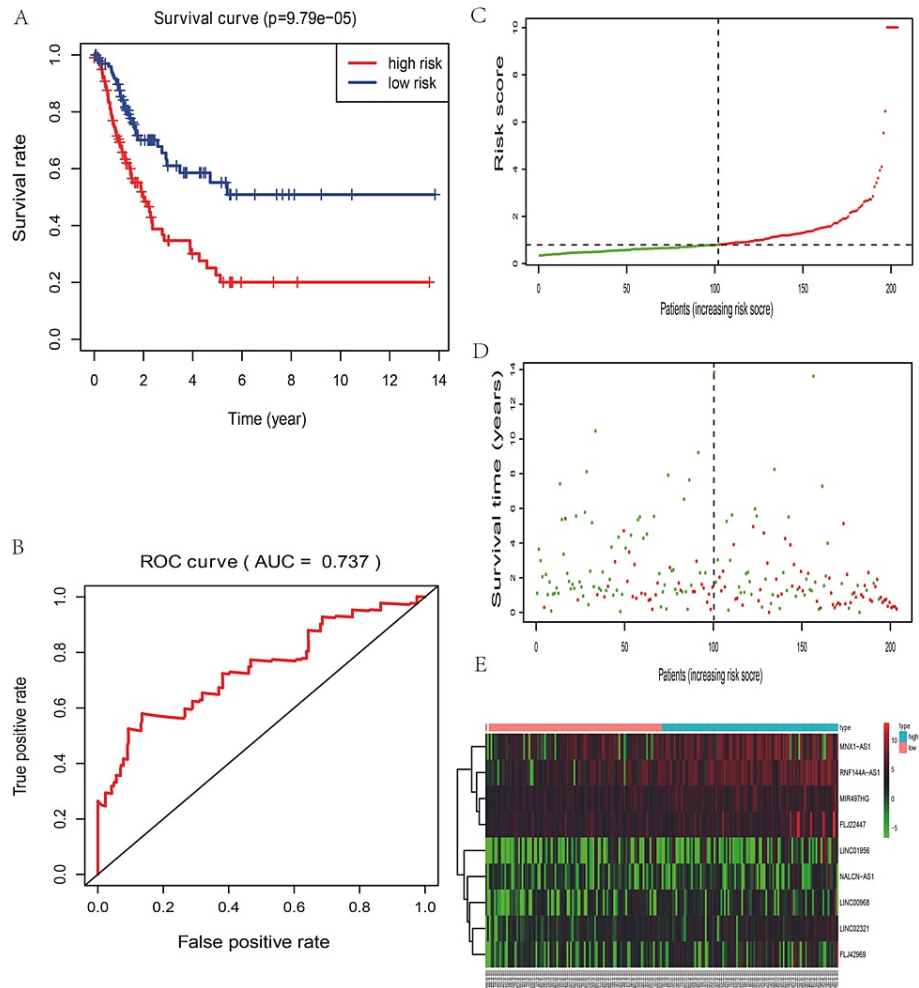 A
Survival curve (p=9.79e−05)
high risk
low risk
Survival rate
0.0 0.2 0.4 0.6 0.8 1.0
0 2 4 6 8 10 12 14
Time (year)
B
ROC curve ( AUC = 0.737 )
True positive rate
0.0 0.2 0.4 0.6 0.8 1.0
0.0 0.2 0.4 0.6 0.8 1.0
False positive rate
C
Risk score
0 2 4 6 8 10
0 50 100 150 200
Patients (increasing risk socre)
D
Survival time (years)
0 2 4 6 8 10 12 14
0 50 100 150 200
Patients (increasing risk socre)
E
type
MNX1−AS1
RNF144A−AS1
MIR497HG
FLJ22447
LINC01956
NALCN−AS1
LINC00968
LINC02321
FLJ42969
10
5
0
−5
type
high
low